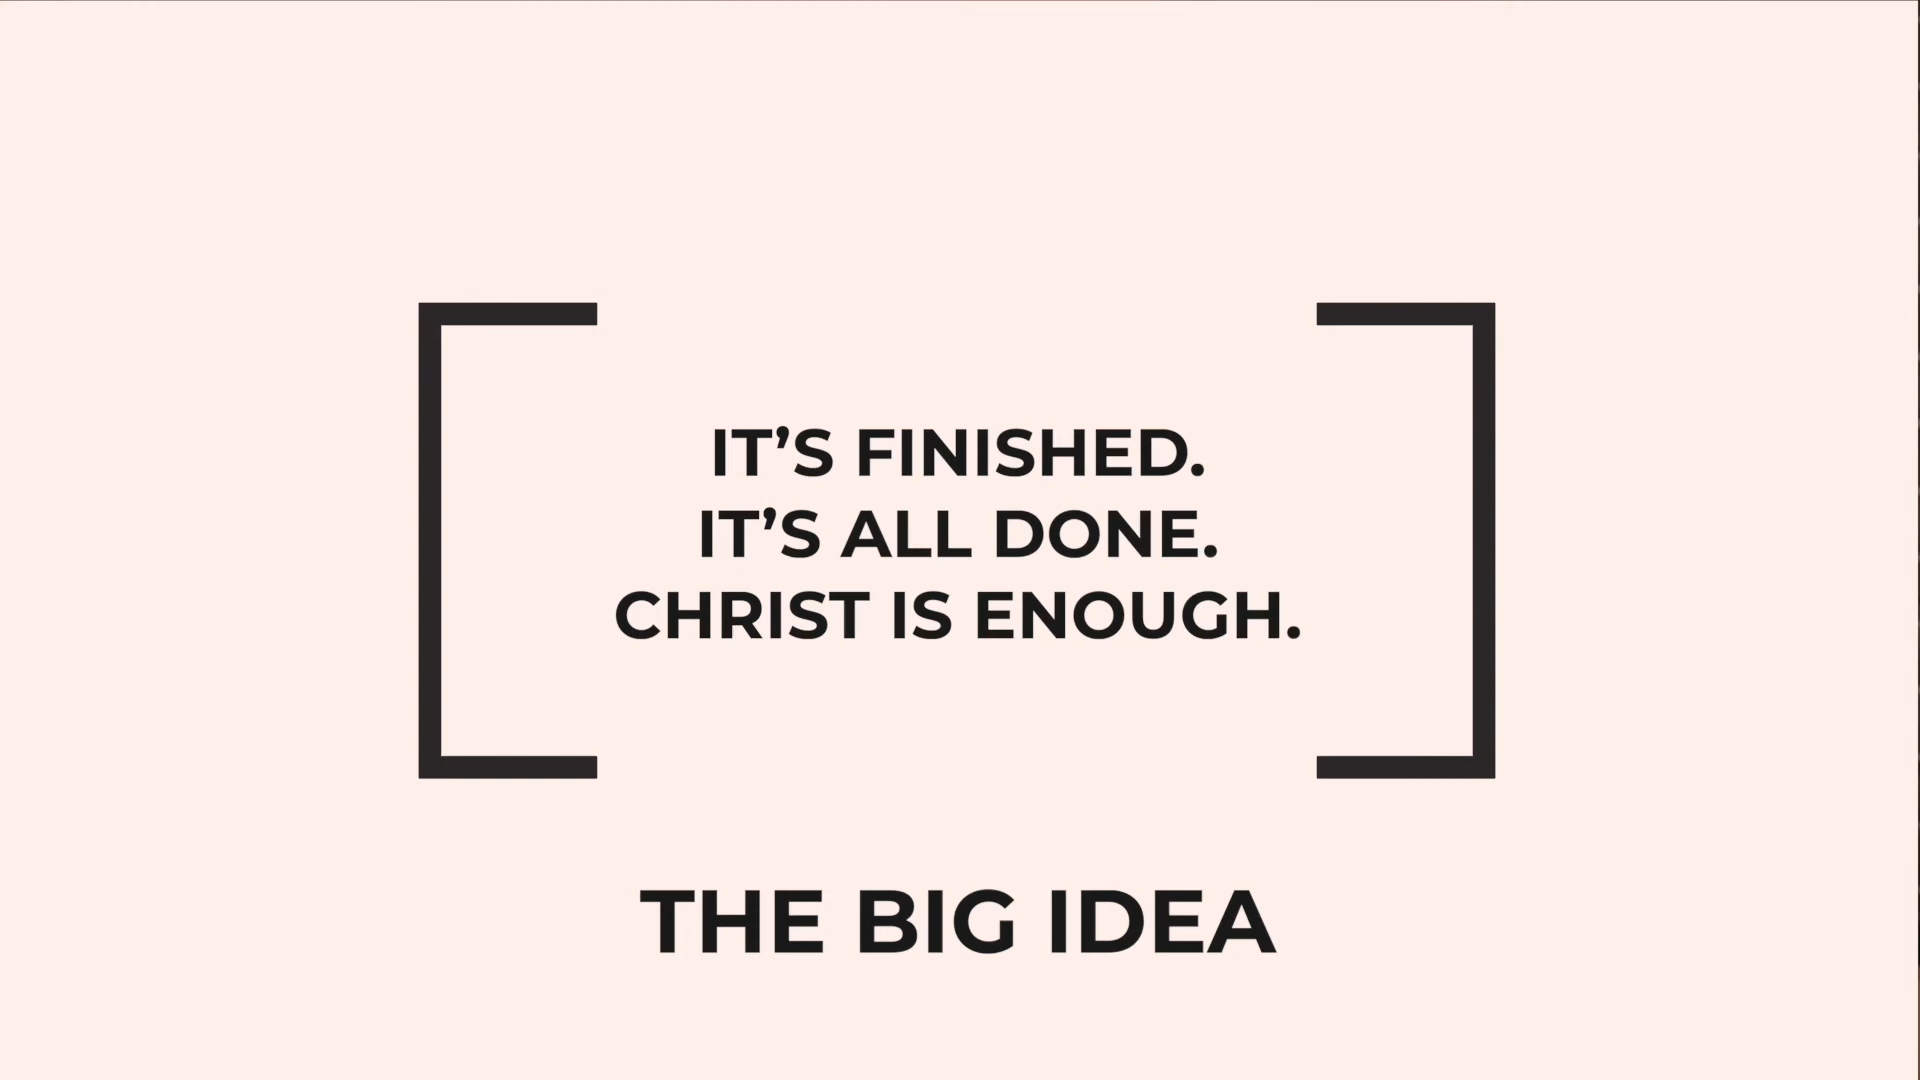 IT’S FINISHED.
IT’S ALL DONE.
CHRIST IS ENOUGH.
THE BIG IDEA